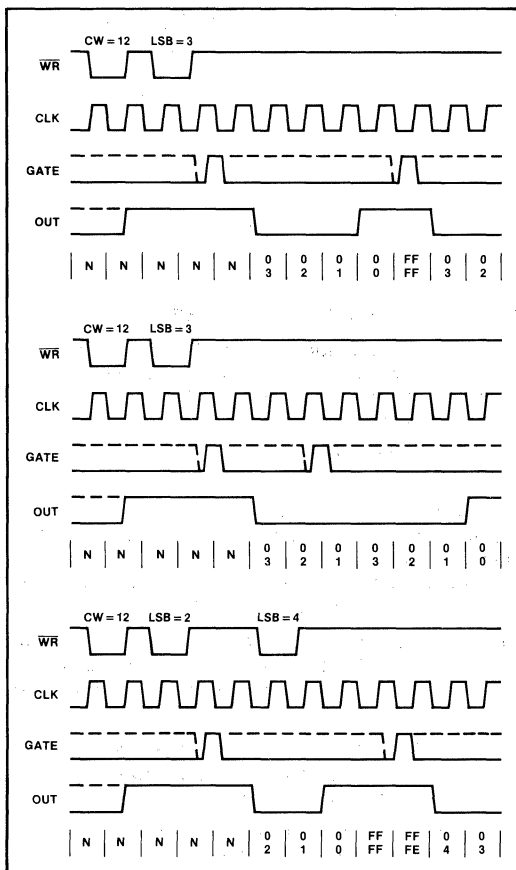 CW = 12 LSB = 3
WR
CLK
GATE
OUT
N N N N N 0 0 0 0 FF 0 0
3 2 1 0 FF 3 2
CW = 12 LSB = 3
WR
CLK
GATE
OUT
N N N N N 0 0 0 0 0 0 0
3 2 1 3 2 1 0
CW = 12 LSB = 2 LSB = 4
WR
CLK
GATE
OUT
N N N N N 0 0 0 FF FF 0 0
2 1 0 FF FE 4 3